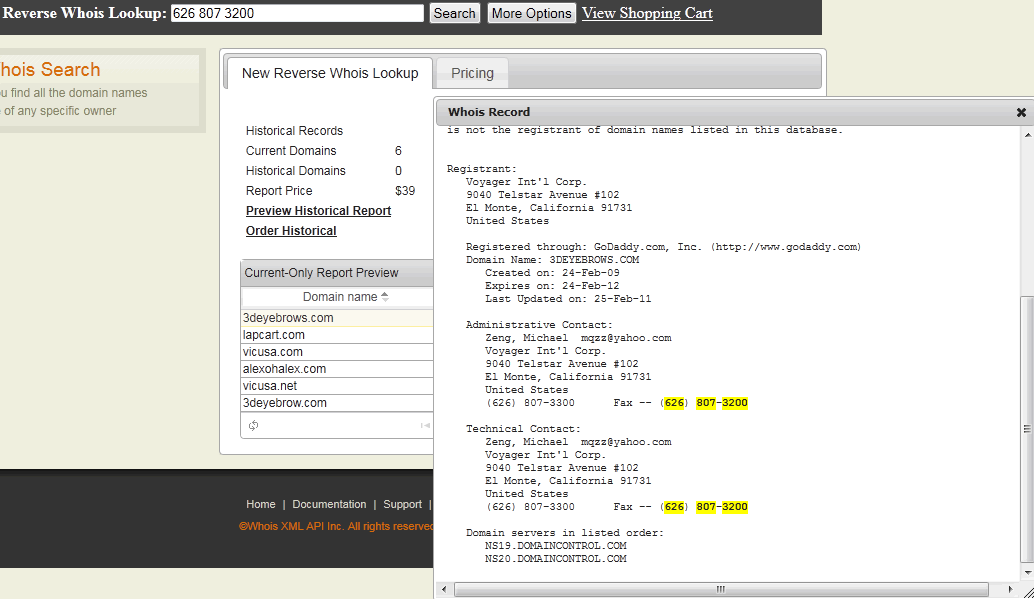 Reverse Whois Lookup: 626 807 3200 Search More Options View Shopping Cart
hois Search
u find all the domain names
of any specific owner
New Reverse Whois Lookup Pricing
Historical Records
Current Domains 6
Historical Domains 0
Report Price $39
Preview Historical Report
Order Historical
Current-Only Report Preview
Domain name
3deyebrows.com
lapcart.com
vicusa.com
alexohalex.com
vicusa.net
3deyebrow.com
Home | Documentation | Support |
©Whois XML API Inc. All rights reserved
Whois Record
is not the registrant of domain names listed in this database.
Registrant:
Voyager Int'l Corp.
9040 Telstar Avenue #102
El Monte, California 91731
United States
Registered through: GoDaddy.com, Inc. (http://www.godaddy.com)
Domain Name: 3DEYEBROWS.COM
Created on: 24-Feb-09
Expires on: 24-Feb-12
Last Updated on: 25-Feb-11
Administrative Contact:
Zeng, Michael mqzz@yahoo.com
Voyager Int'l Corp.
9040 Telstar Avenue #102
El Monte, California 91731
United States
(626) 807-3300 Fax -- (626) 807-3200
Technical Contact:
Zeng, Michael mqzz@yahoo.com
Voyager Int'l Corp.
9040 Telstar Avenue #102
El Monte, California 91731
United States
(626) 807-3300 Fax -- (626) 807-3200
Domain servers in listed order:
NS19.DOMAINCONTROL.COM
NS20.DOMAINCONTROL.COM